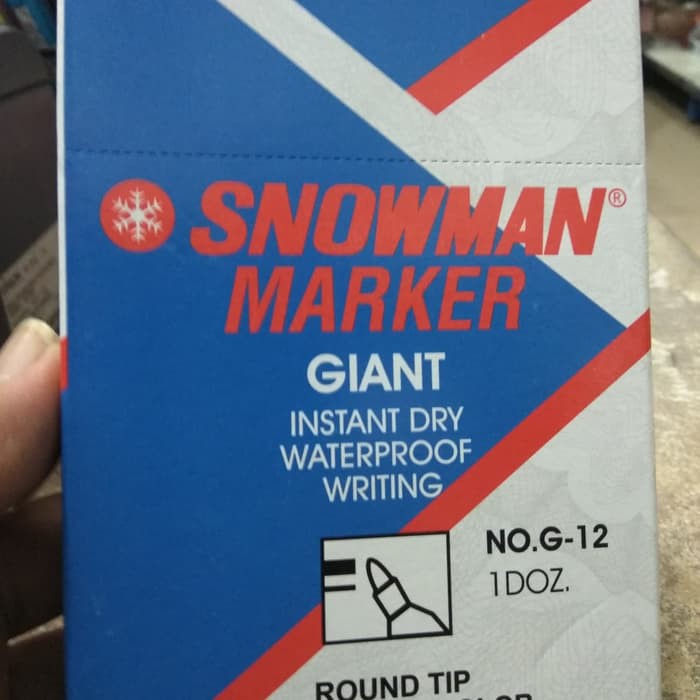 SNOWMAN®
MARKER
GIANT
INSTANT DRY
WATERPROOF
WRITING
NO.G-12
1DOZ.
ROUND TIP